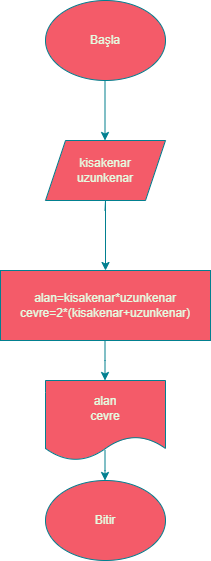 Başla
kisakenar
uzunkenar
alan=kisakenar*uzunkenar
cevre=2*(kisakenar+uzunkenar)
alan
cevre
Bitir